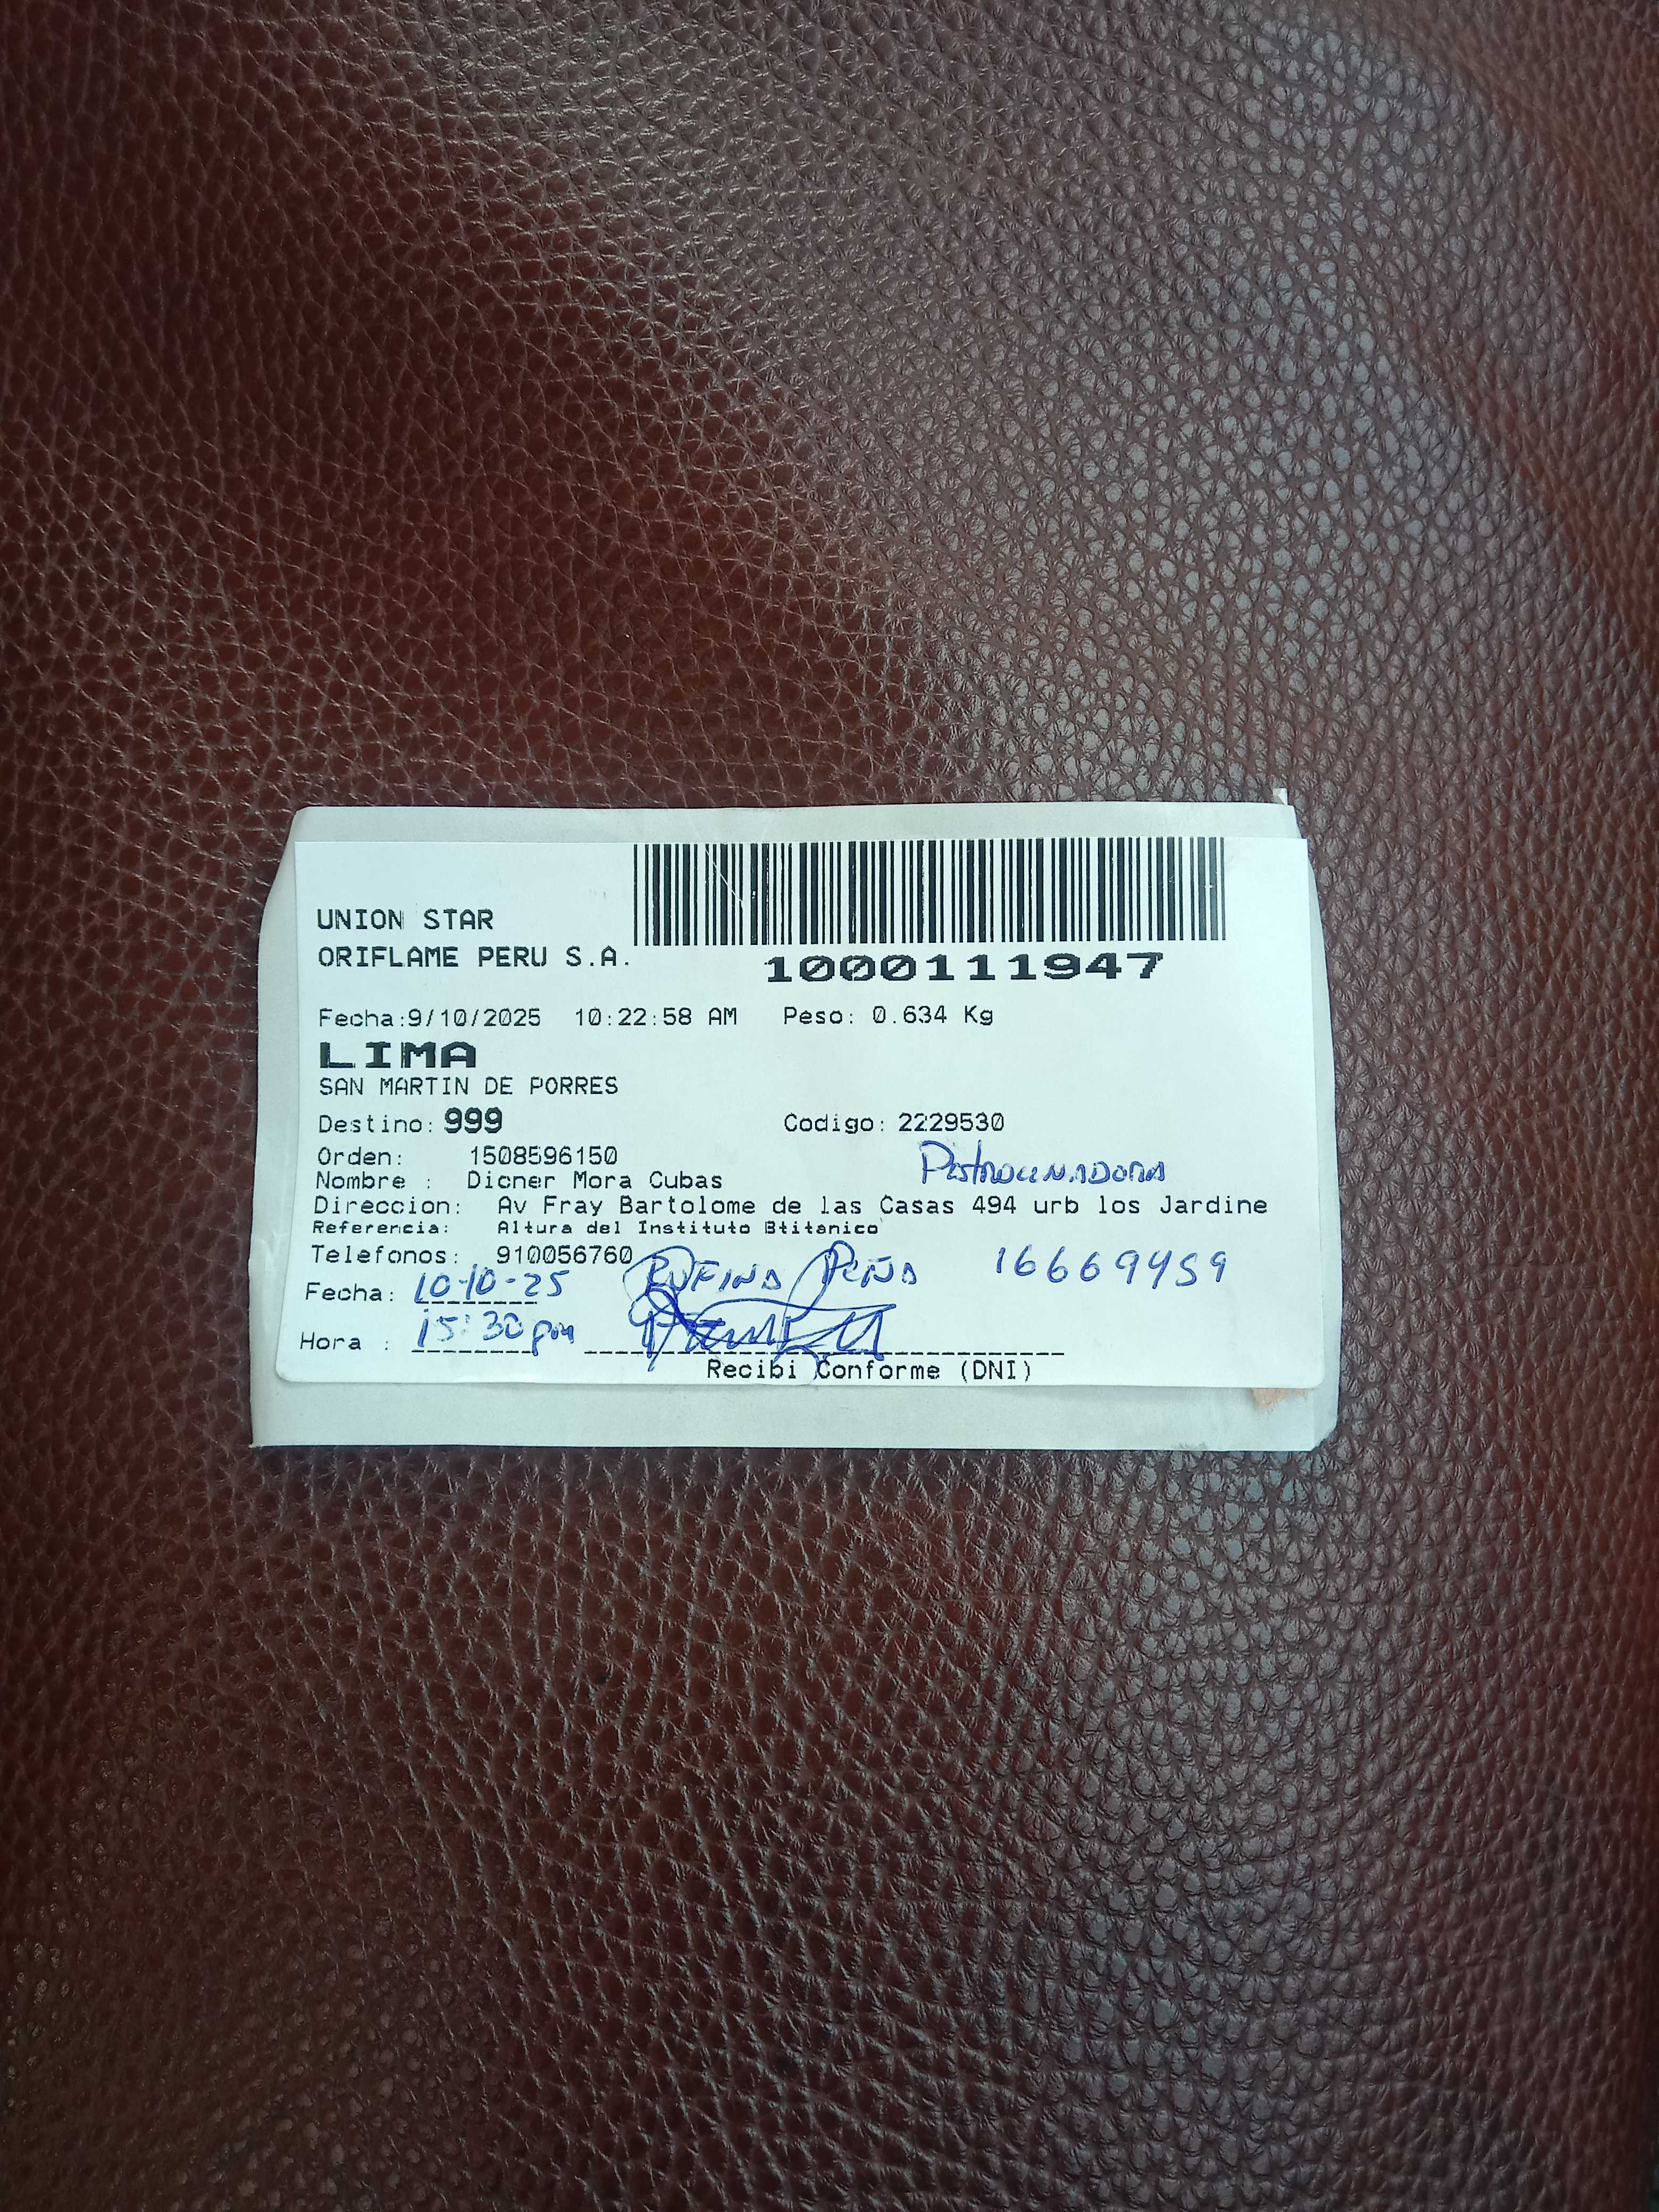 UNION STAR
ORIFLAME PERU S.A.
1000111947
Fecha:9/10/2025 10:22:58 AM Peso: 0.634 Kg
LIMA
SAN MARTIN DE PORRES
Destino: 999 Codigo: 2229530
Orden: 1508596150
Patrocinadora
Nombre : Dicner Mora Cubas
Direccion: Av Fray Bartolome de las Casas 494 urb los Jardine
Referencia: Altura del Instituto Btitanico
Telefonos: 910056760
Rufina Peña 16669459
Fecha: 10-10-25
Hora : 15:30 pm
Recibi Conforme (DNI)